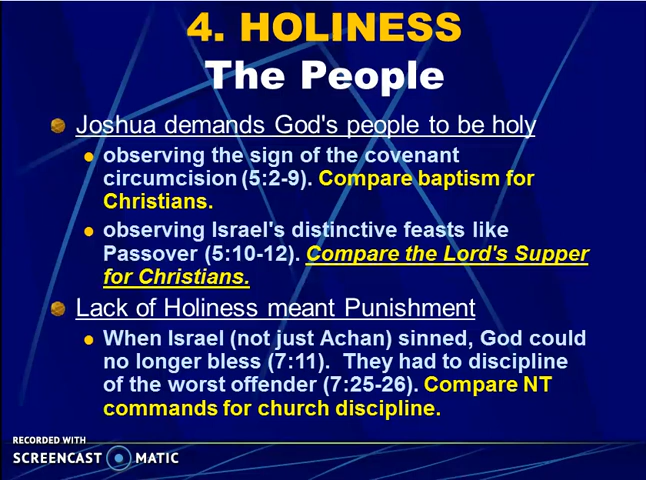 4. HOLINESS
The People
Joshua demands God's people to be holy
observing the sign of the covenant
circumcision (5:2-9). Compare baptism for
Christians.
observing Israel's distinctive feasts like
Passover (5:10-12). Compare the Lord's Supper
for Christians.
Lack of Holiness meant Punishment
When Israel (not just Achan) sinned, God could
no longer bless (7:11).  They had to discipline
of the worst offender (7:25-26). Compare NT
commands for church discipline.
RECORDED WITH
SCREENCAST MATIC